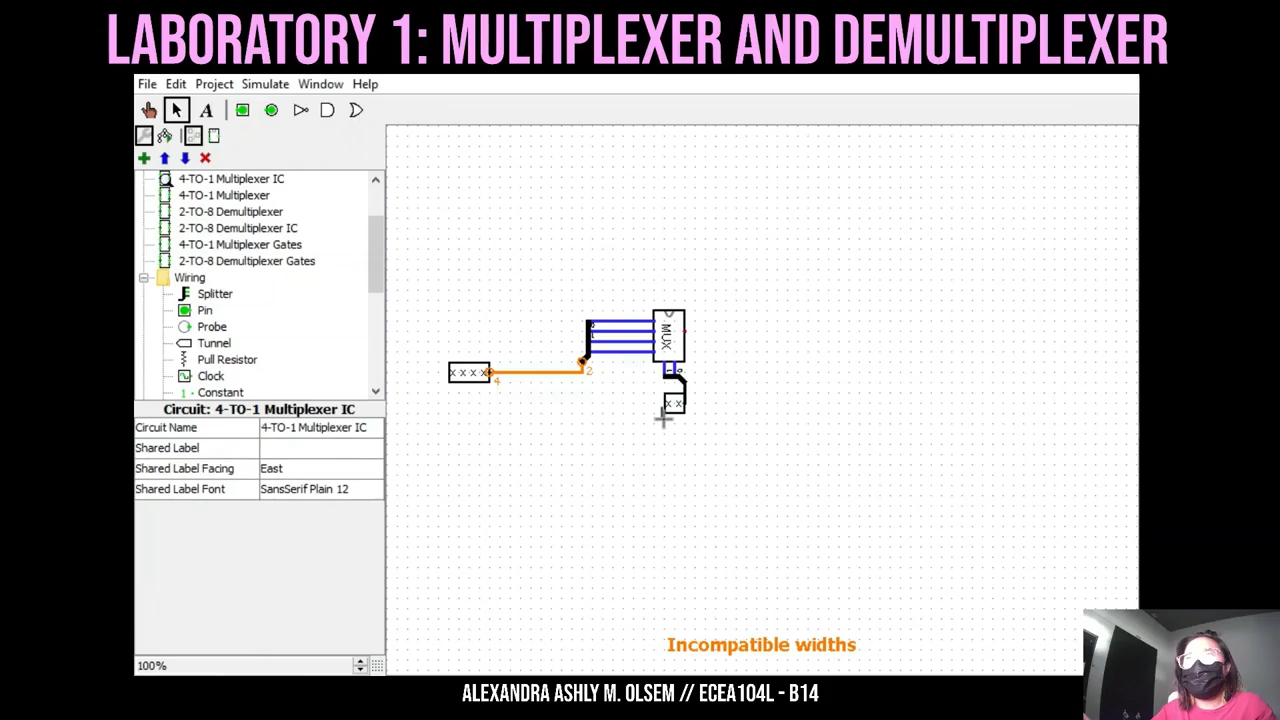 LABORATORY 1: MULTIPLEXER AND DEMULTIPLEXER
File Edit Project Simulate Window Help
A
4-TO-1 Multiplexer IC
4-TO-1 Multiplexer
2-TO-8 Demultiplexer
2-TO-8 Demultiplexer IC
4-TO-1 Multiplexer Gates
2-TO-8 Demultiplexer Gates
Wiring
Splitter
Pin
Probe
Tunnel
Pull Resistor
Clock
1 Constant
Circuit: 4-TO-1 Multiplexer IC
Circuit Name 4-TO-1 Multiplexer IC
Shared Label
Shared Label Facing East
Shared Label Font SansSerif Plain 12
100%
MUX
x x x x
4
2
x x
Incompatible widths
ALEXANDRA ASHLY M. OLSEM // ECEA104L - B14